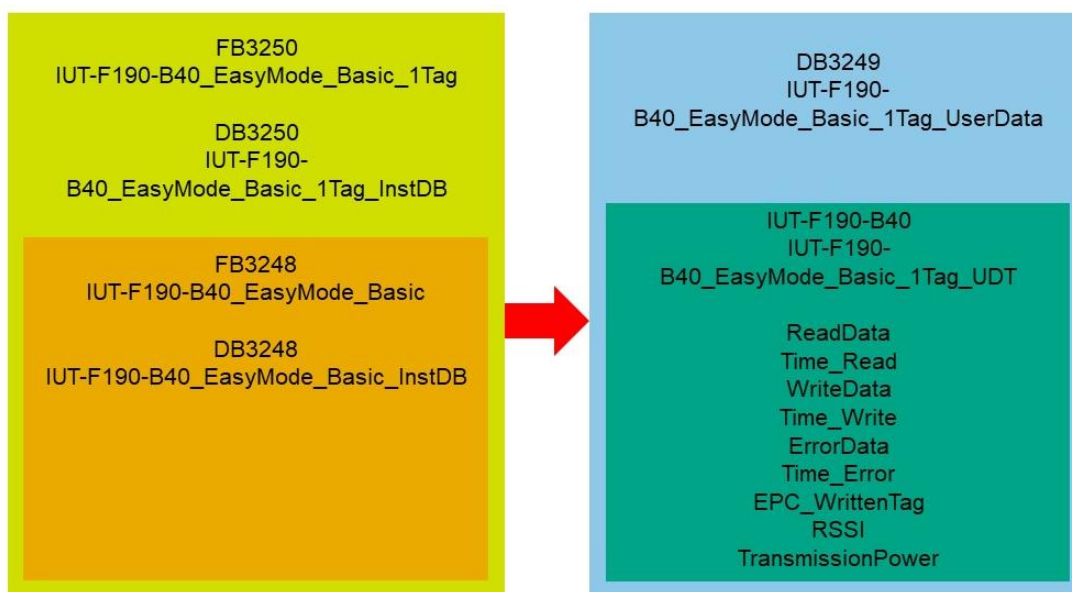 FB3250
IUT-F190-B40_EasyMode_Basic_1Tag
DB3250
IUT-F190-
B40_EasyMode_Basic_1Tag_InstDB
FB3248
IUT-F190-B40_EasyMode_Basic
DB3248
IUT-F190-B40_EasyMode_Basic_InstDB
DB3249
IUT-F190-
B40_EasyMode_Basic_1Tag_UserData
IUT-F190-B40
IUT-F190-
B40_EasyMode_Basic_1Tag_UDT
ReadData
Time_Read
WriteData
Time_Write
ErrorData
Time_Error
EPC_WrittenTag
RSSI
TransmissionPower